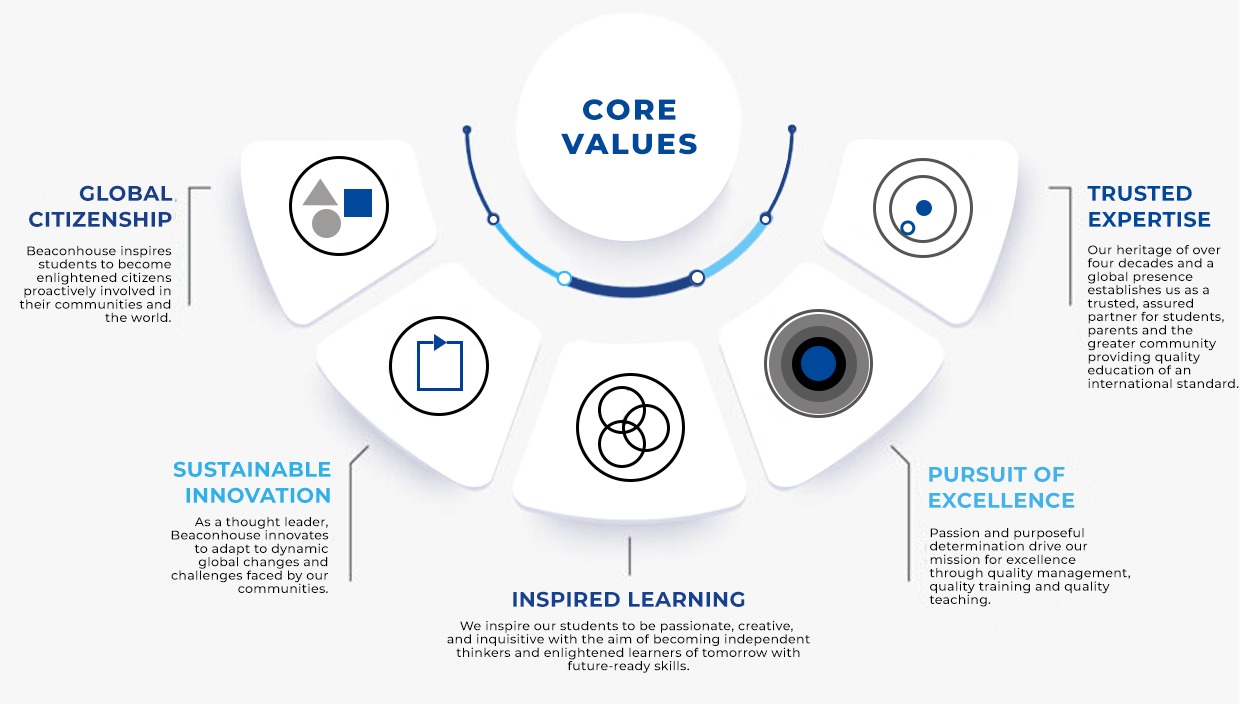 CORE
VALUES
GLOBAL
CITIZENSHIP
Beaconhouse inspires
students to become
enlightened citizens
proactively involved in
their communities and
the world.
SUSTAINABLE
INNOVATION
As a thought leader,
Beaconhouse innovates
to adapt to dynamic
global changes and
challenges faced by our
communities.
INSPIRED LEARNING
We inspire our students to be passionate, creative,
and inquisitive with the aim of becoming independent
thinkers and enlightened learners of tomorrow with
future-ready skills.
PURSUIT OF
EXCELLENCE
Passion and purposeful
determination drive our
mission for excellence
through quality management,
quality training and quality
teaching.
TRUSTED
EXPERTISE
Our heritage of over
four decades and a
global presence
establishes us as a
trusted, assured
partner for students,
parents and the
greater community
providing quality
education of an
international standard.